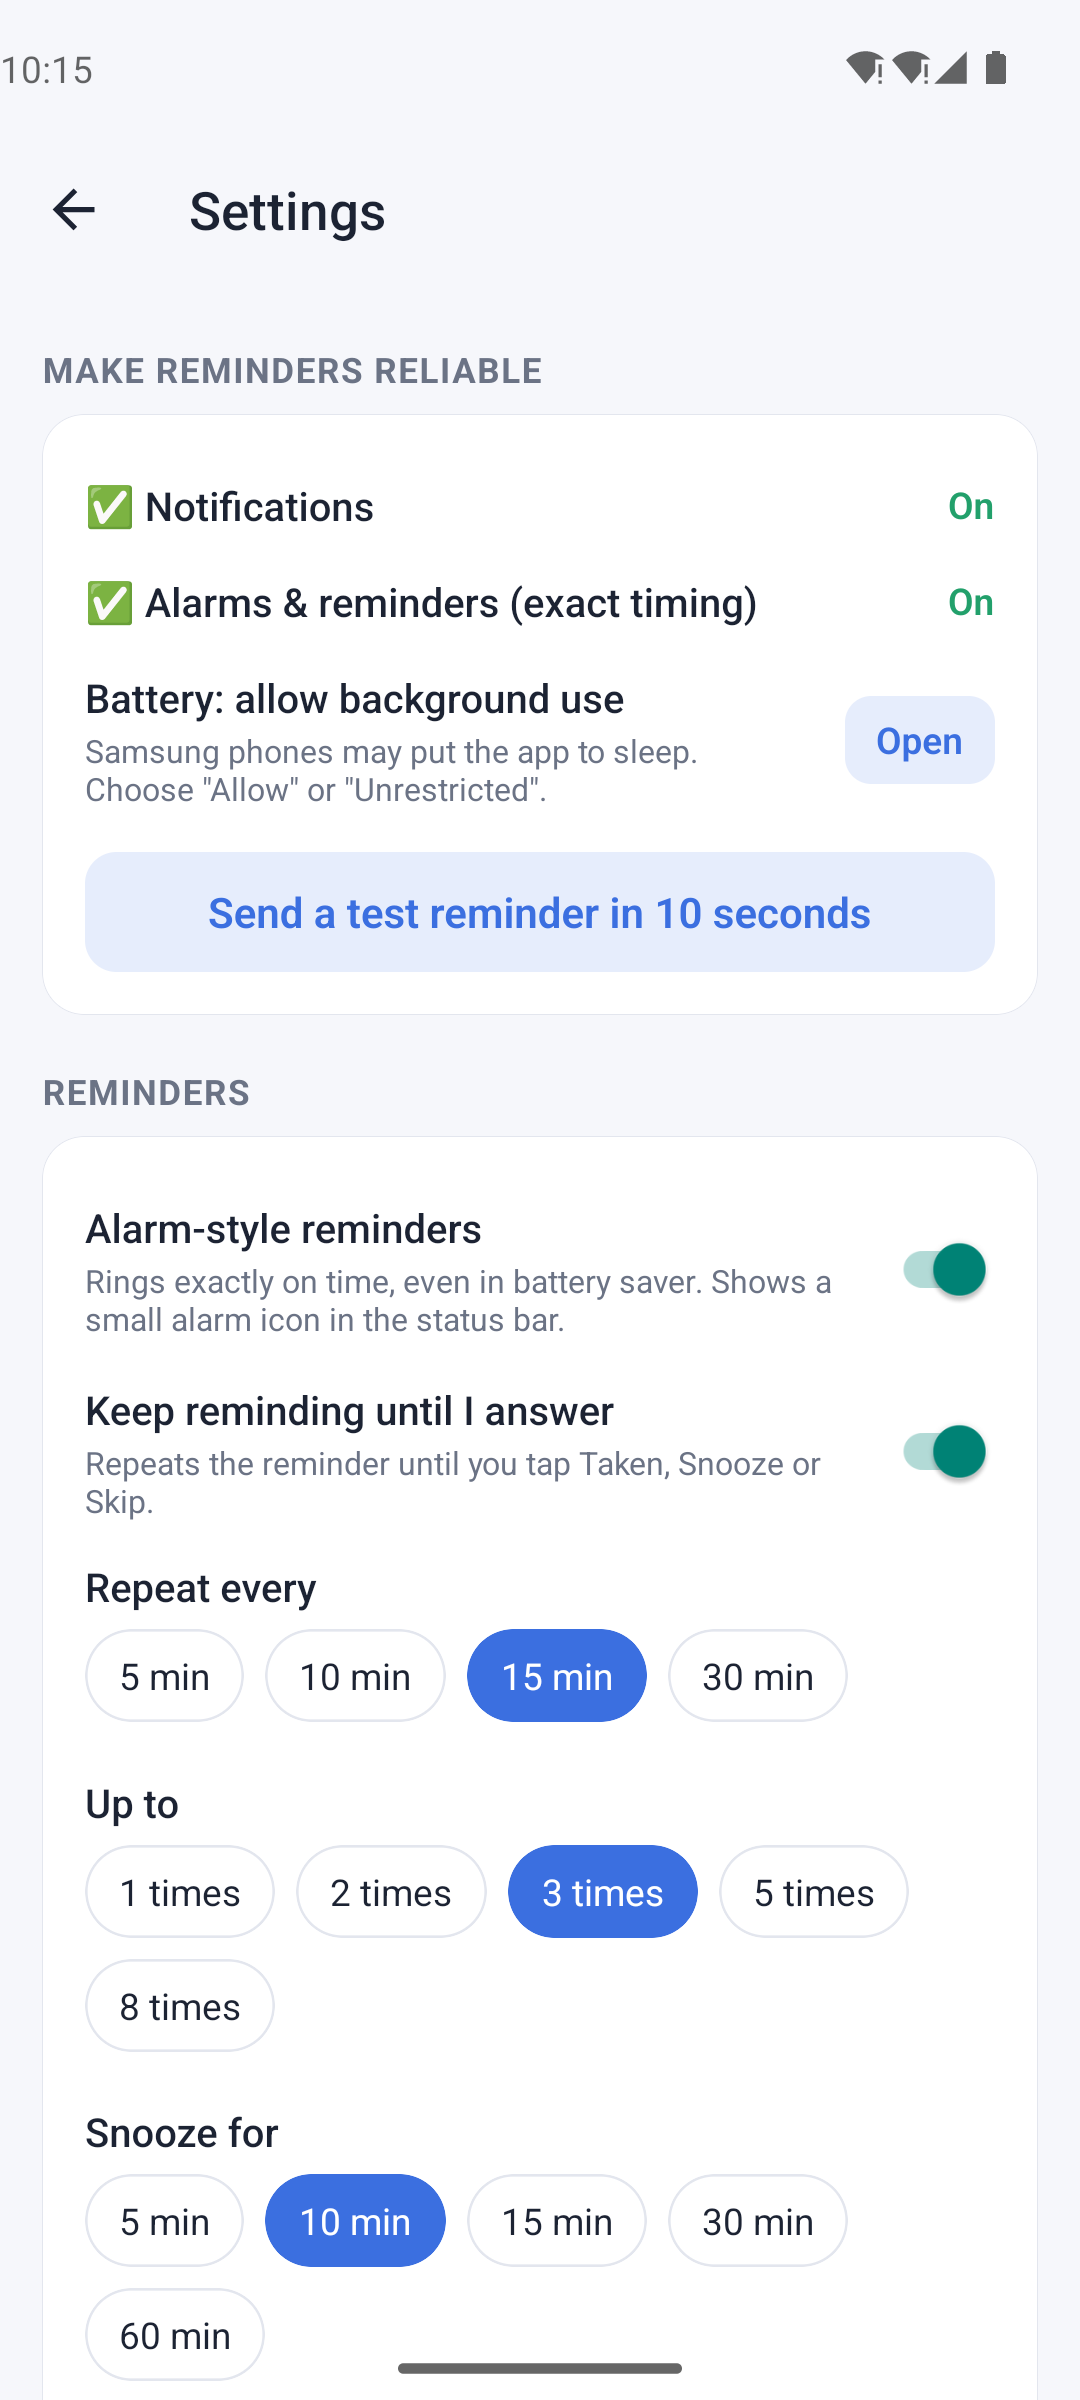 10:15
Settings
MAKE REMINDERS RELIABLE
✅ Notifications
On
✅ Alarms & reminders (exact timing)
On
Battery: allow background use
Samsung phones may put the app to sleep.
Choose "Allow" or "Unrestricted".
Open
Send a test reminder in 10 seconds
REMINDERS
Alarm-style reminders
Rings exactly on time, even in battery saver. Shows a
small alarm icon in the status bar.
Keep reminding until I answer
Repeats the reminder until you tap Taken, Snooze or
Skip.
Repeat every
5 min
10 min
15 min
30 min
Up to
1 times
2 times
3 times
5 times
8 times
Snooze for
5 min
10 min
15 min
30 min
60 min